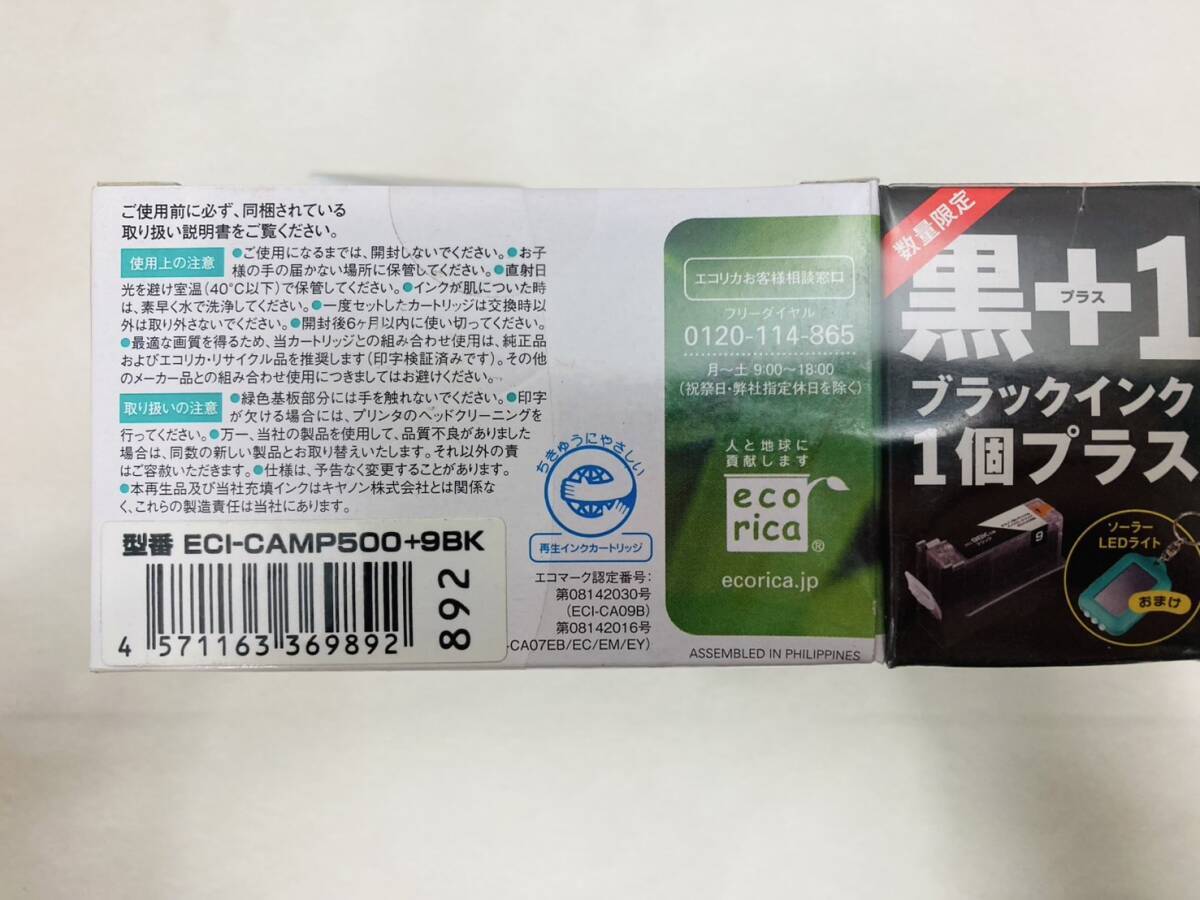 ご使用前に必ず、同梱されている
取り扱い説明書をご覧ください。
使用上の注意 ●ご使用になるまでは、開封しないでください。●お子
様の手の届かない場所に保管してください。●直射日
光を避け室温(40℃以下)で保管してください。●インクが肌についた時
は、素早く水で洗浄してください。●一度セットしたカートリッジは交換時以
外は取り外さないでください。●開封後6ヶ月以内に使い切ってください。
●最適な画質を得るため、当カートリッジとの組み合わせ使用は、純正品
およびエコリカ・リサイクル品を推奨します(印字検証済みです)。その他
のメーカー品との組み合わせ使用につきましてはお避けください。
取り扱いの注意 ●緑色基板部分には手を触れないでください。●印字
が欠ける場合には、プリンタのヘッドクリーニングを
行ってください。●万一、当社の製品を使用して、品質不良がありました
場合は、同数の新しい製品とお取り替えいたします。それ以外の責
はご容赦いただきます。●仕様は、予告なく変更することがあります。
●本再生品及び当社充填インクはキヤノン株式会社とは関係な
く、これらの製造責任は当社にあります。
型番 ECI-CAMP500+9BK
4 571163 369892
892
ちきゅうにやさしい
再生インクカートリッジ
エコマーク認定番号:
第08142030号
(ECI-CA09B)
第08142016号
-CA07EB/EC/EM/EY)
エコリカお客様相談窓口
フリーダイヤル
0120-114-865
月〜土 9:00〜18:00
(祝祭日・弊社指定休日を除く)
人と地球に
貢献します
eco
rica®
ecorica.jp
ASSEMBLED IN PHILIPPINES
数量限定
黒+1
プラス
ブラックインク
1個プラス
9
ソーラー
LEDライト
おまけ